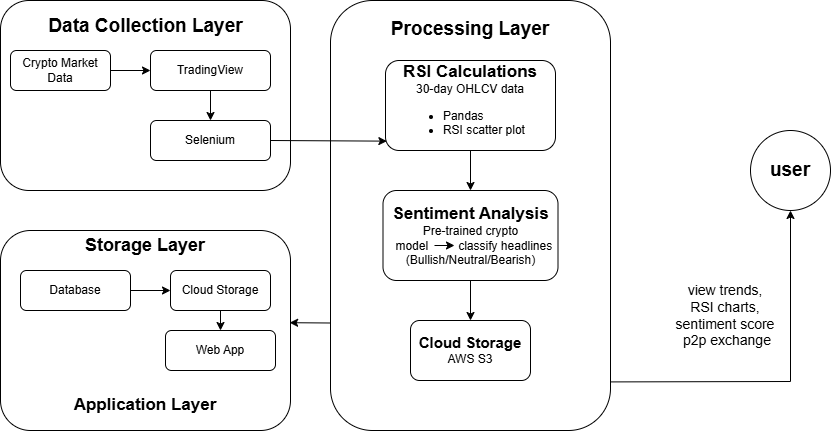 Data Collection Layer
Crypto Market
Data
TradingView
Selenium
Processing Layer
RSI Calculations
30-day OHLCV data
• Pandas
• RSI scatter plot
Sentiment Analysis
Pre-trained crypto
model → classify headlines
(Bullish/Neutral/Bearish)
Cloud Storage
AWS S3
Storage Layer
Database
Cloud Storage
Web App
Application Layer
user
view trends,
RSI charts,
sentiment score
p2p exchange